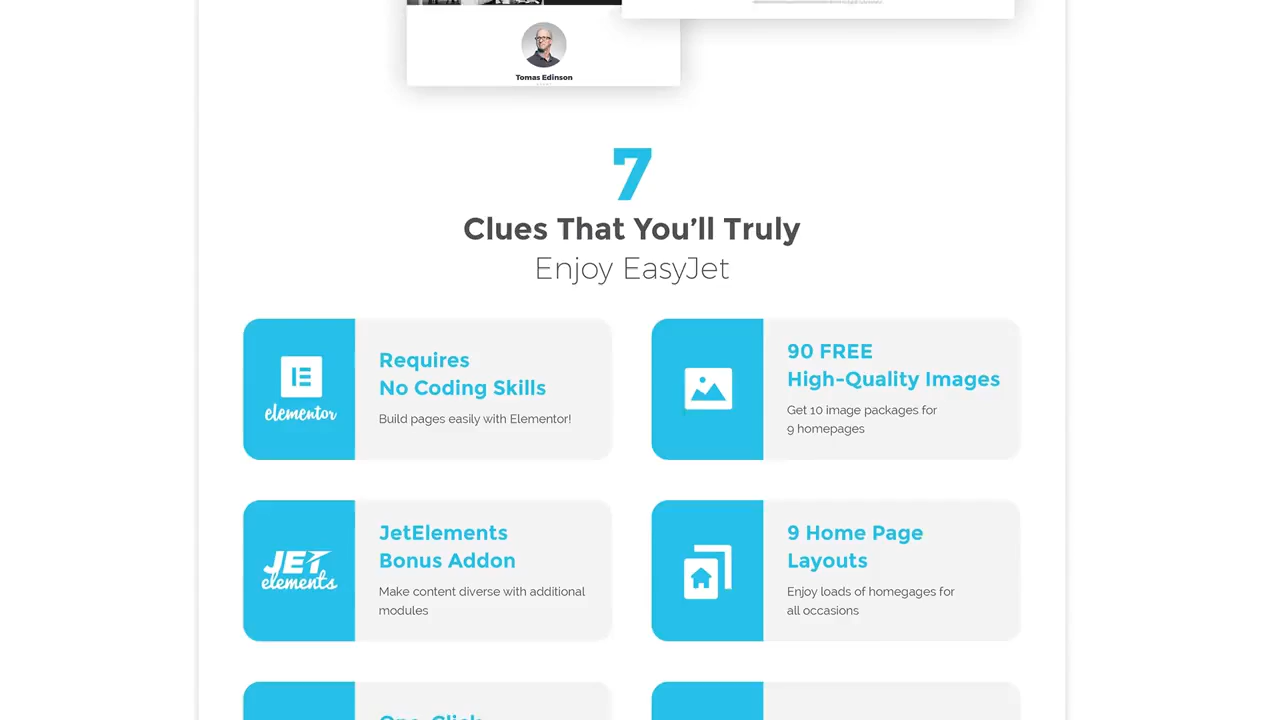 Tomas Edinson
7
Clues That You'll Truly
Enjoy EasyJet
elementor
Requires
No Coding Skills
Build pages easily with Elementor!
90 FREE
High-Quality Images
Get 10 image packages for
9 homepages
JET
elements
JetElements
Bonus Addon
Make content diverse with additional
modules
9 Home Page
Layouts
Enjoy loads of homegages for
all occasions
One-Click